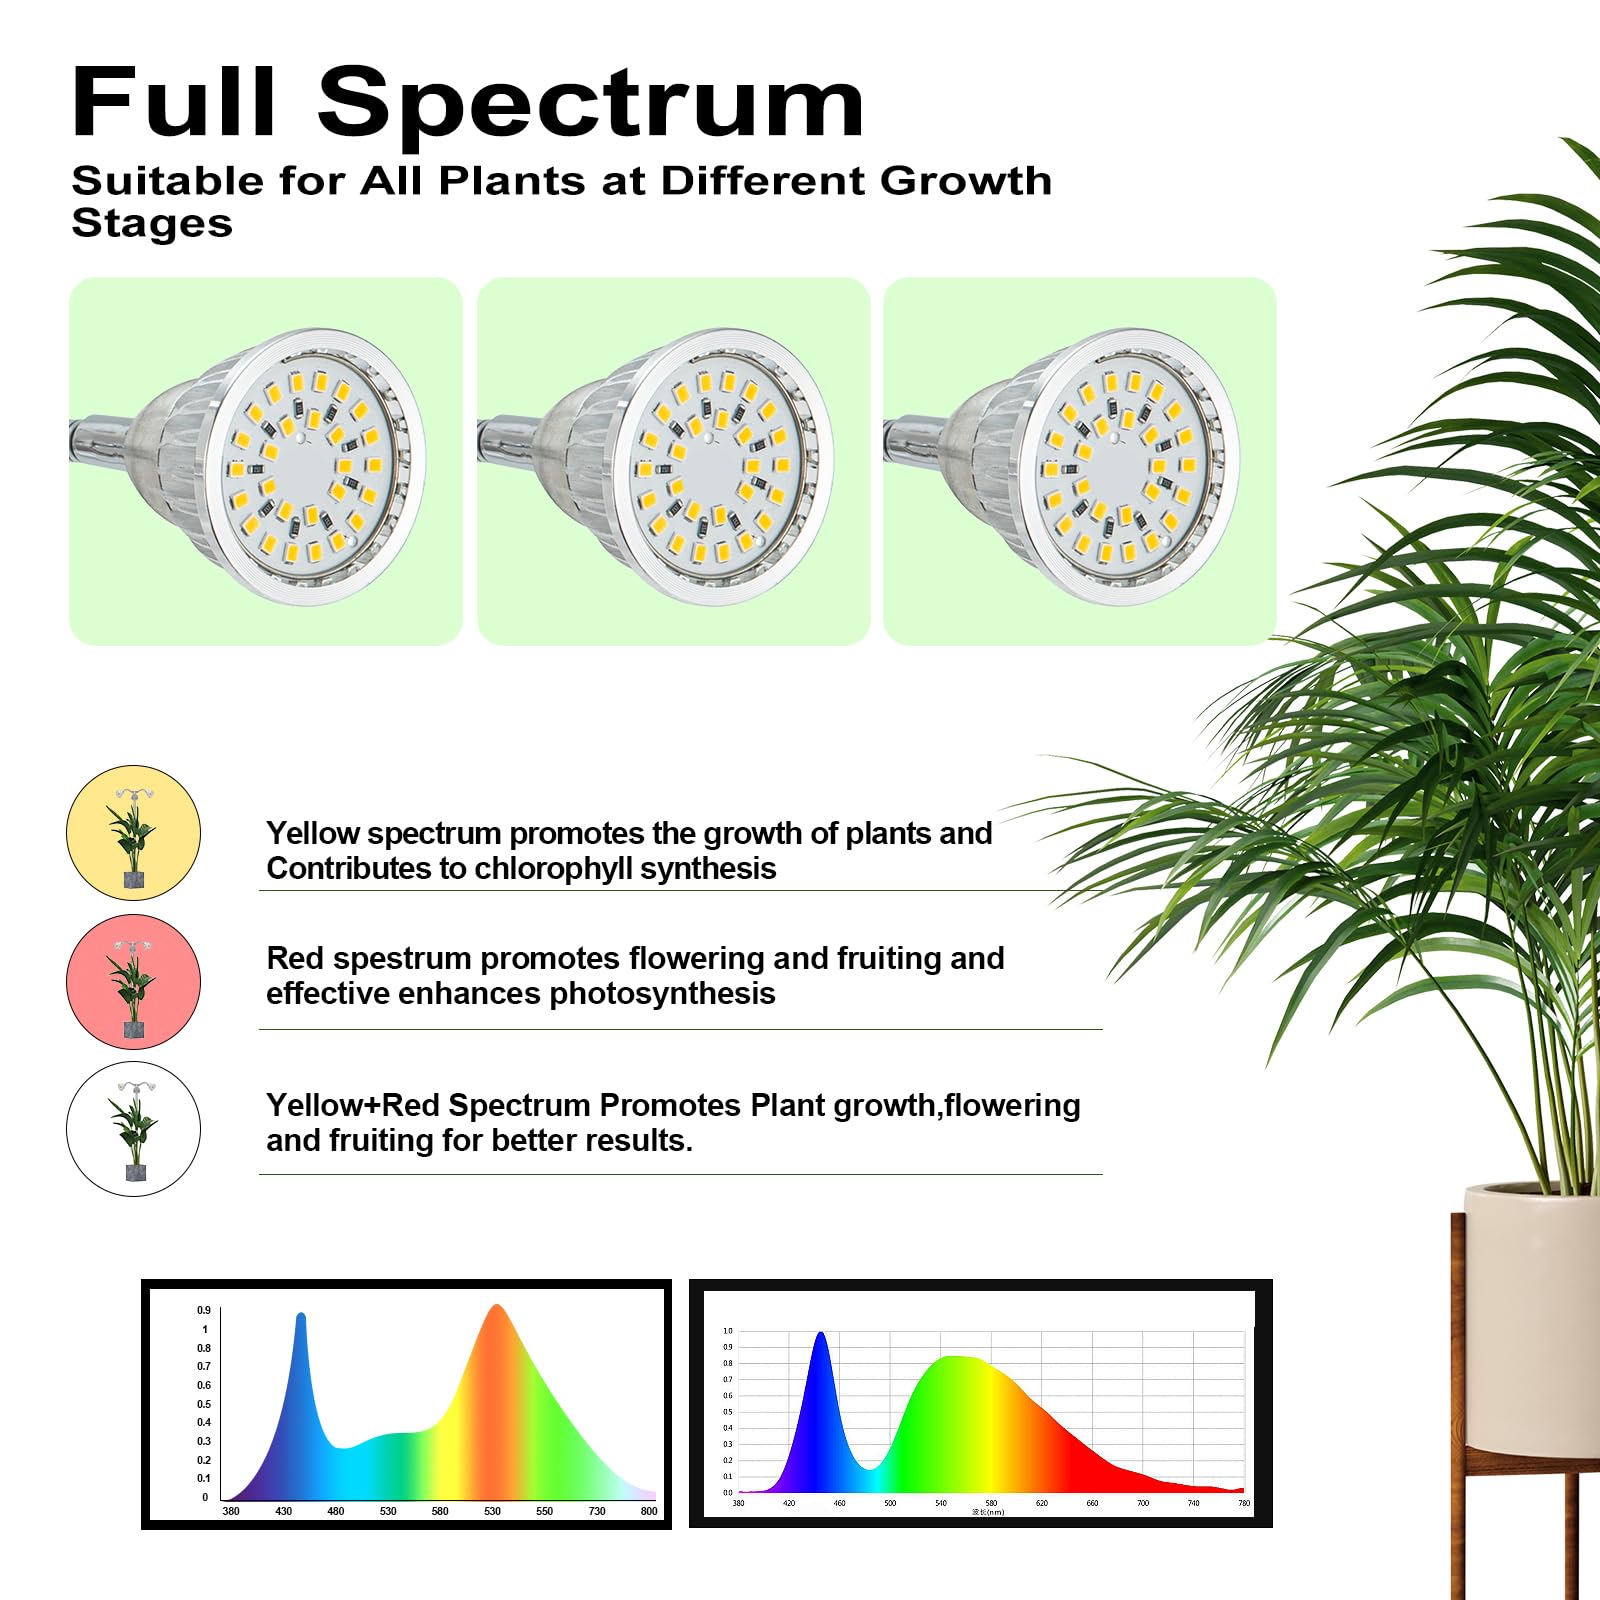 Full Spectrum
Suitable for All Plants at Different Growth
Stages
Yellow spectrum promotes the growth of plants and
Contributes to chlorophyll synthesis
Red spestrum promotes flowering and fruiting and
effective enhances photosynthesis
Yellow+Red Spectrum Promotes Plant growth,flowering
and fruiting for better results.
0.9
1
0.8
0.7
0.6
0.5
0.4
0.3
0.2
0.1
0
380 430 480 530 580 530 550 730 800
1.0
0.9
0.8
0.7
0.6
0.5
0.4
0.3
0.2
0.1
0.0
380 420 460 500 540 580 620 660 700 740 780
波长(nm)